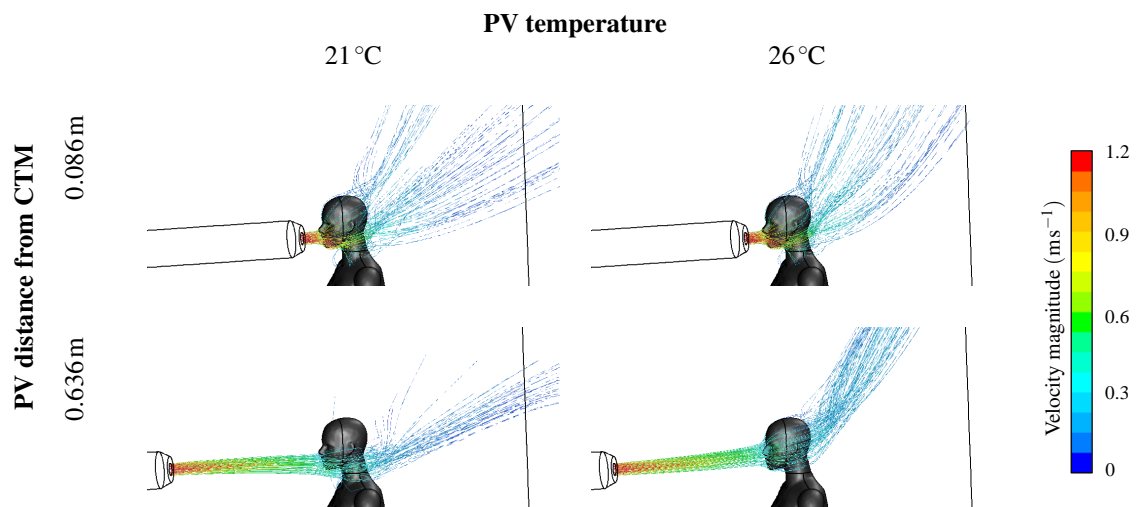 PV temperature
21 °C
26 °C
PV distance from CTM
0.086 m
0.636 m
Velocity magnitude (ms⁻¹)
1.2
0.9
0.6
0.3
0